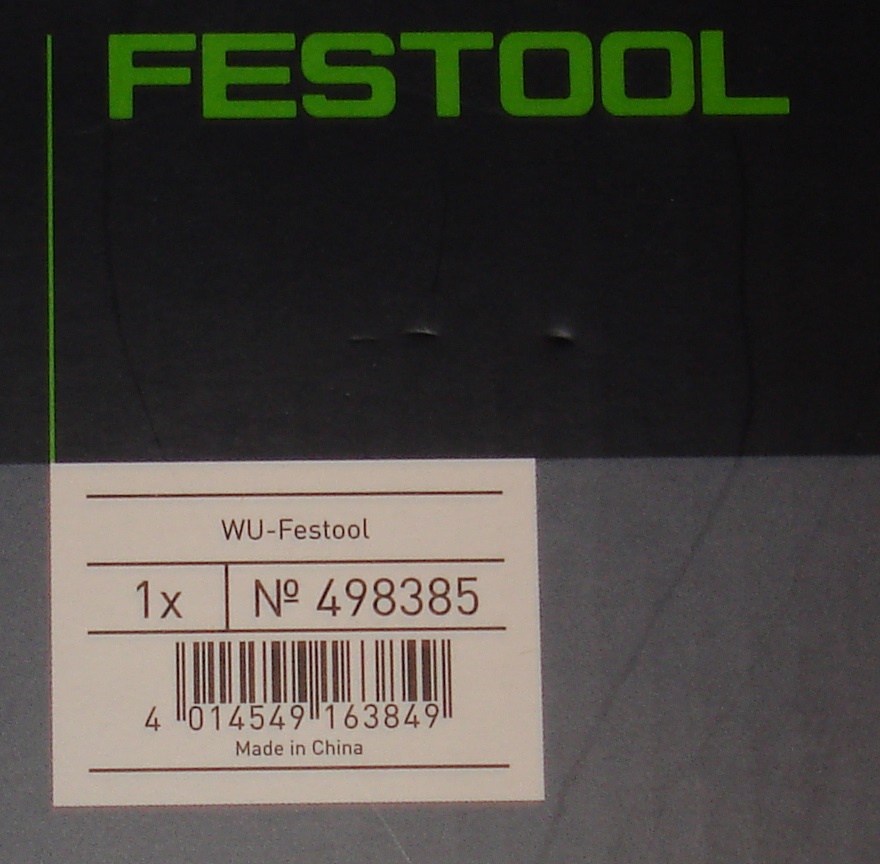 FESTOOL
WU-Festool
1x Nº 498385
4 014549 163849
Made in China